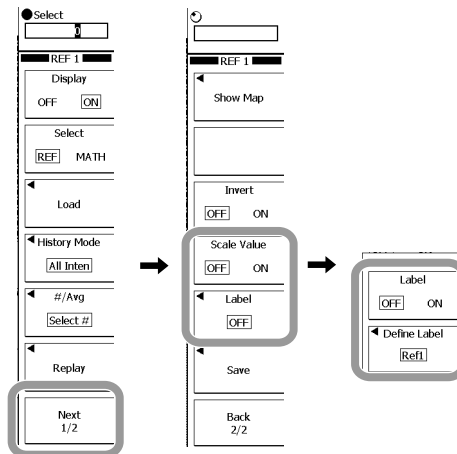 Select
0
REF 1
Display
OFF ON
Select
REF MATH
Load
History Mode
All Inten
#/Avg
Select #
Replay
Next
1/2
REF 1
Show Map
Invert
OFF ON
Scale Value
OFF ON
Label
OFF
Save
Back
2/2
Label
OFF ON
Define Label
Ref1